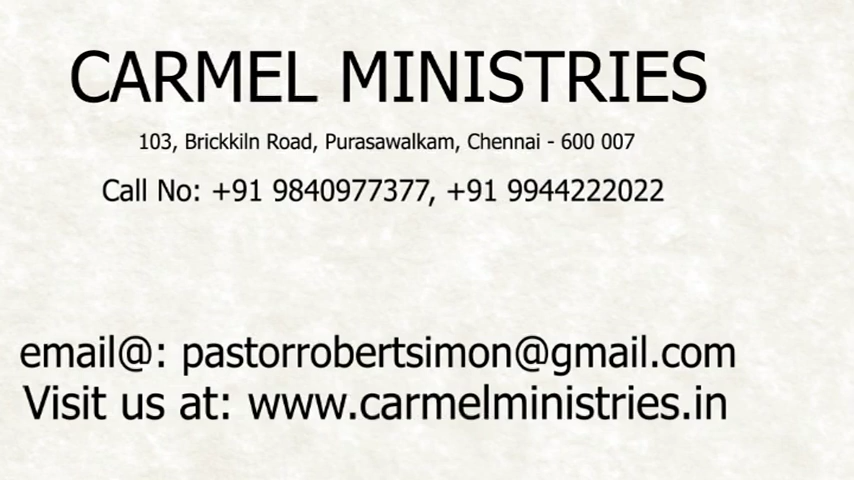 CARMEL MINISTRIES
103, Brickkiln Road, Purasawalkam, Chennai - 600 007
Call No: +91 9840977377, +91 9944222022
email@: pastorrobertsimon@gmail.com
Visit us at: www.carmelministries.in